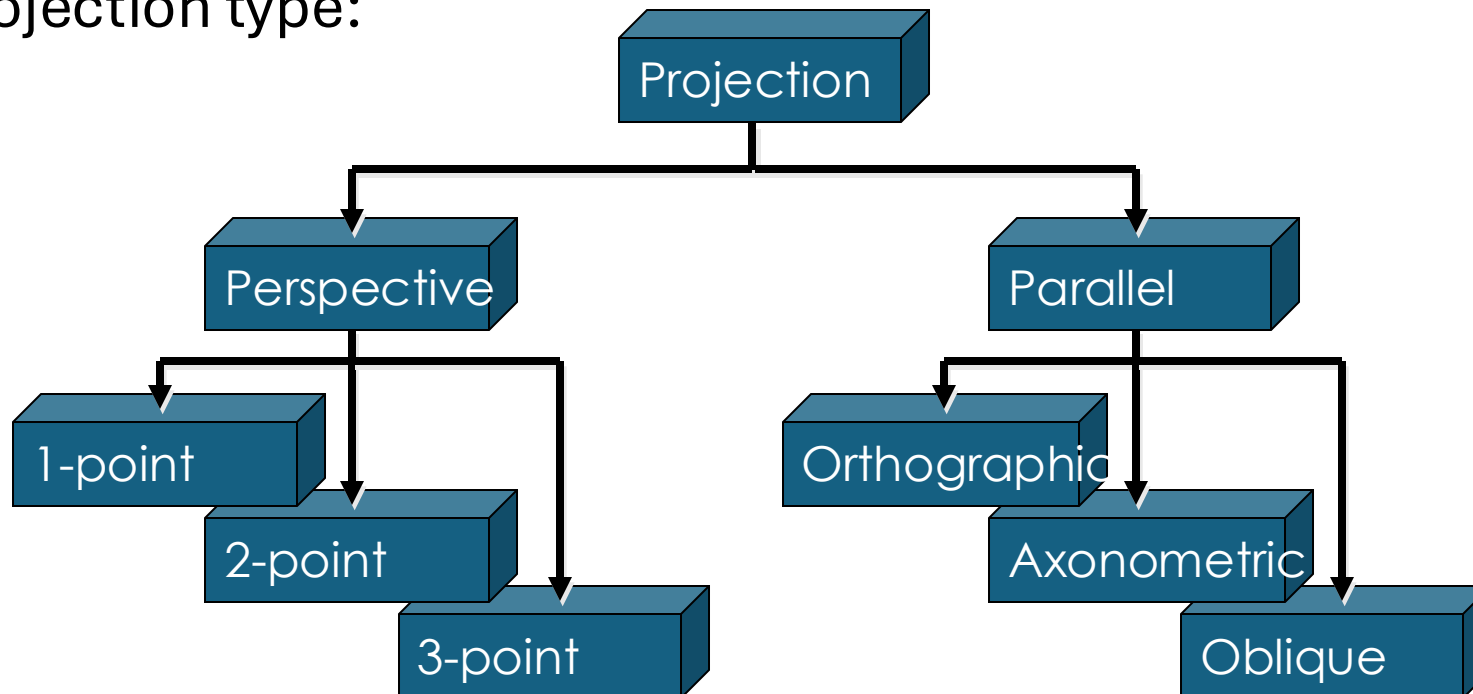 ojection type:
Projection
Perspective
Parallel
1-point
Orthographic
2-point
Axonometric
3-point
Oblique